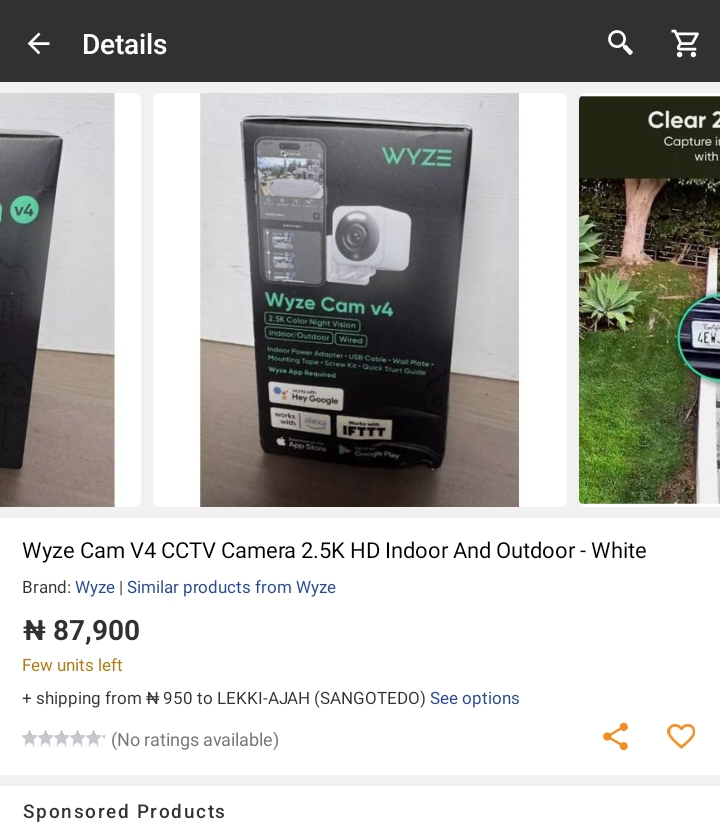 Details
v4
WYZE
Wyze Cam v4
2.5K Color Night Vision
Indoor/Outdoor Wired
Indoor Power Adapter • USB Cable • Wall Plate •
Mounting Tape • Screw Kit • Quick Start Guide
Wyze App Required
works with
Hey Google
works with alexa
Works with
IFTTT
App Store
Google Play
Clear 2
Capture i
with
4EW
Wyze Cam V4 CCTV Camera 2.5K HD Indoor And Outdoor - White
Brand: Wyze | Similar products from Wyze
₦ 87,900
Few units left
+ shipping from ₦ 950 to LEKKI-AJAH (SANGOTEDO) See options
(No ratings available)
Sponsored Products